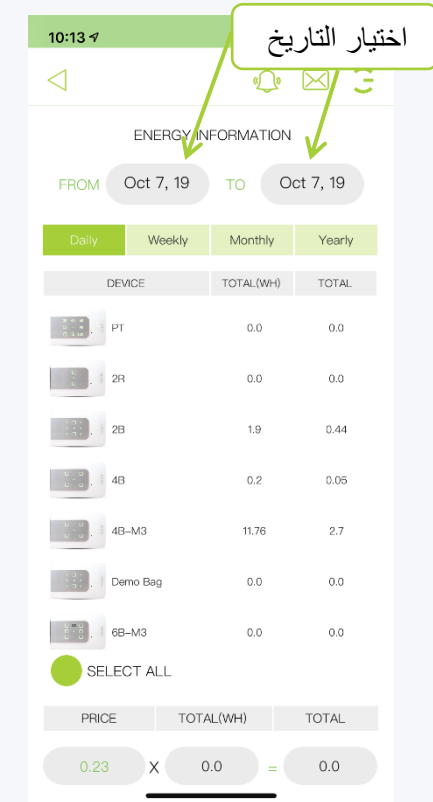 10:13
اختيار التاريخ
ENERGY INFORMATION
FROM Oct 7, 19 TO Oct 7, 19
Daily Weekly Monthly Yearly
DEVICE TOTAL(WH) TOTAL
PT 0.0 0.0
2R 0.0 0.0
2B 1.9 0.44
4B 0.2 0.05
4B-M3 11.76 2.7
Demo Bag 0.0 0.0
6B-M3 0.0 0.0
SELECT ALL
PRICE TOTAL(WH) TOTAL
0.23 X 0.0 = 0.0